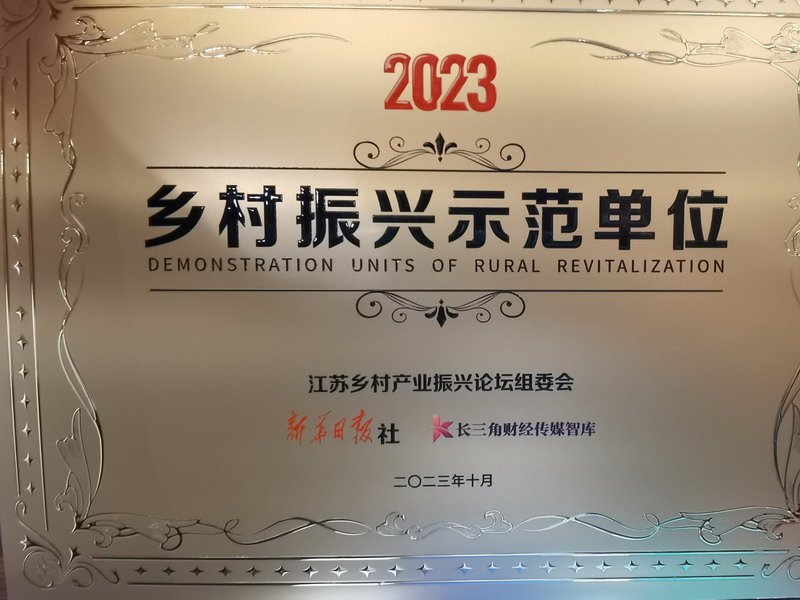 2023
乡村振兴示范单位
DEMONSTRATION UNITS OF RURAL REVITALIZATION
江苏乡村产业振兴论坛组委会
新华日报社 长三角财经传媒智库
二〇二三年十月